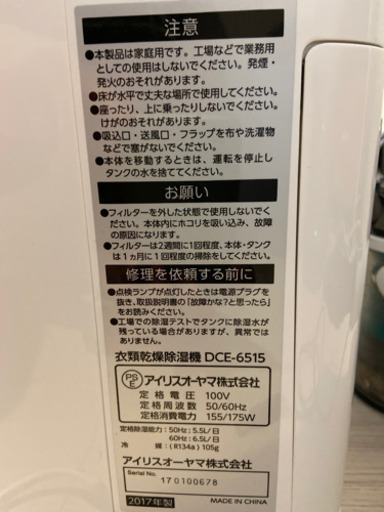 注意
●本製品は家庭用です。工場などで業務用
としての使用はしないでください。発煙・
発火のおそれがあります。
●床が水平で丈夫な場所で使用してください。
●座ったり、上に乗ったりしないでください。
けがのおそれがあります。
●吸込口・送風口・フラップを布や洗濯物
などで塞がないでください。
●本体を移動するときは、運転を停止し
タンクの水を捨ててください。
お願い
●フィルターを外した状態で使用しないでくだ
さい。本体内にホコリを吸い込み、故障
の原因になります。
●フィルターは2週間に1回程度、本体・タンク
は1ヵ月に1回程度の掃除をしてください。
修理を依頼する前に
●点検ランプが点灯したときは電源プラグを
抜き、取扱説明書の「故障かな?と思ったら」
をお読みください。
●工場での除湿テストでタンクに除湿水が
残っている場合がありますが、異常では
ありません。
衣類乾燥除湿機 DCE-6515
PSE アイリスオーヤマ株式会社
定格電圧 100V
定格周波数 50/60Hz
定格消費電力 155/175W
定格除湿能力:50Hz:5.5L/日
60Hz:6.5L/日
冷媒:(R134a)105g
アイリスオーヤマ株式会社
Serial No. 170100678
2017年製 MADE IN CHINA